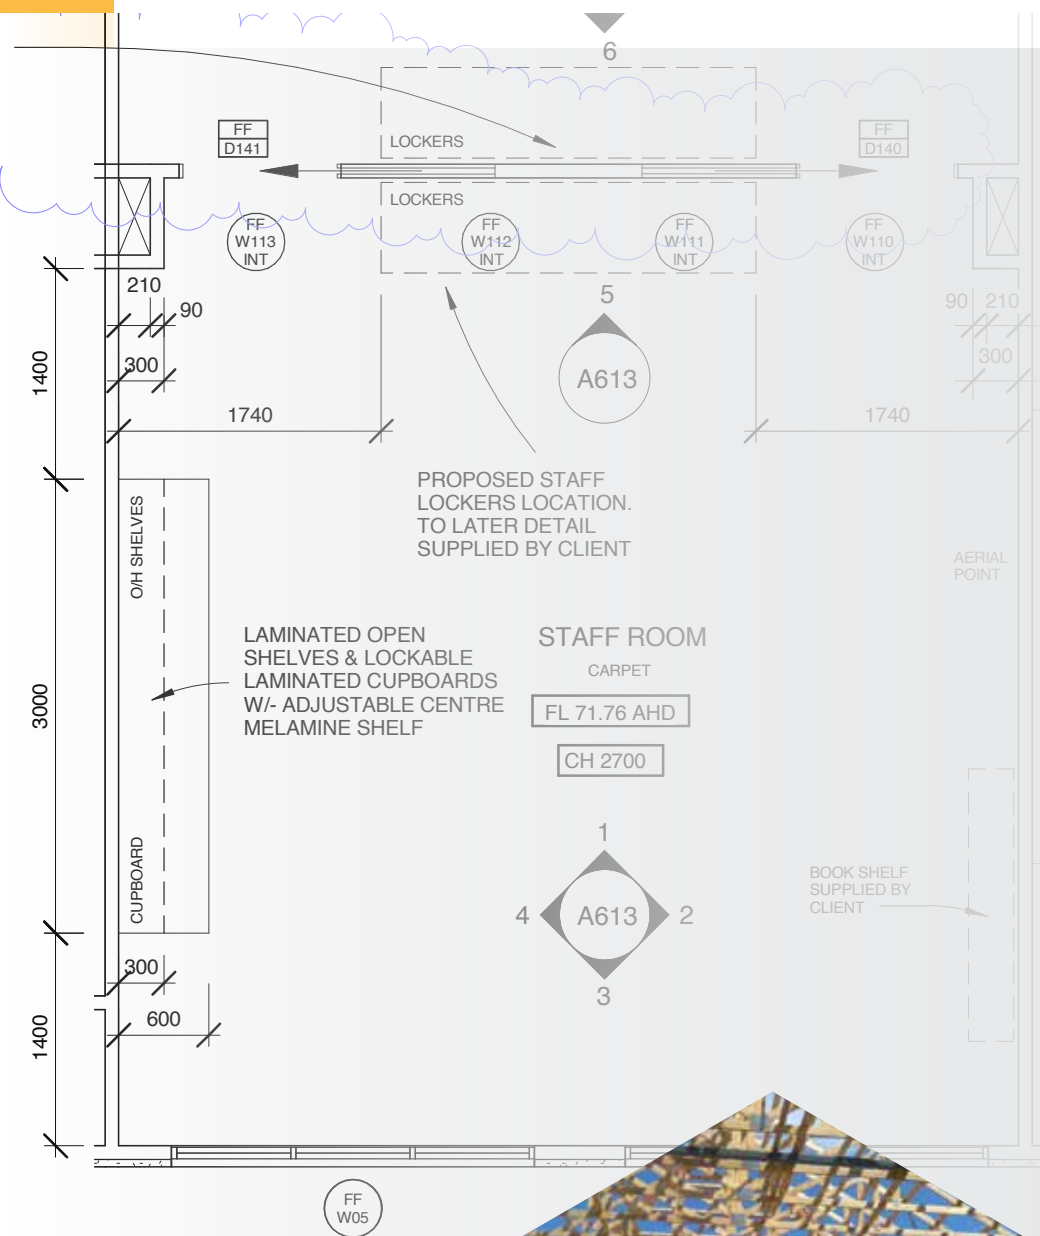 6
FF
D141
LOCKERS
FF
D140
LOCKERS
FF
W113
INT
FF
W112
INT
FF
W111
INT
FF
W110
INT
210
90
300
1740
5
A613
90
210
300
1740
1400
PROPOSED STAFF
LOCKERS LOCATION.
TO LATER DETAIL
SUPPLIED BY CLIENT
O/H SHELVES
AERIAL
POINT
LAMINATED OPEN
SHELVES & LOCKABLE
LAMINATED CUPBOARDS
W/- ADJUSTABLE CENTRE
MELAMINE SHELF
STAFF ROOM
CARPET
FL 71.76 AHD
CH 2700
3000
CUPBOARD
1
4
A613
2
3
BOOK SHELF
SUPPLIED BY
CLIENT
300
600
1400
FF
W05